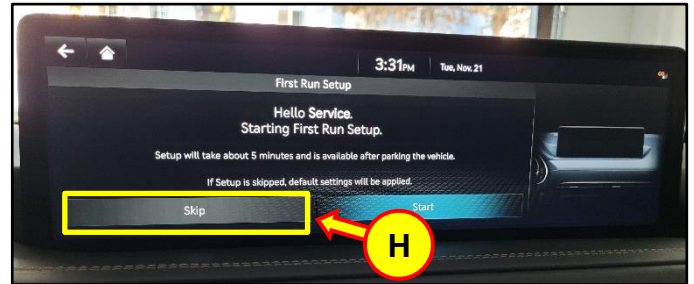 3:31PM Tue, Nov. 21
First Run Setup
Hello Service.
Starting First Run Setup.
Setup will take about 5 minutes and is available after parking the vehicle.
If Setup is skipped, default settings will be applied.
Skip Start
H